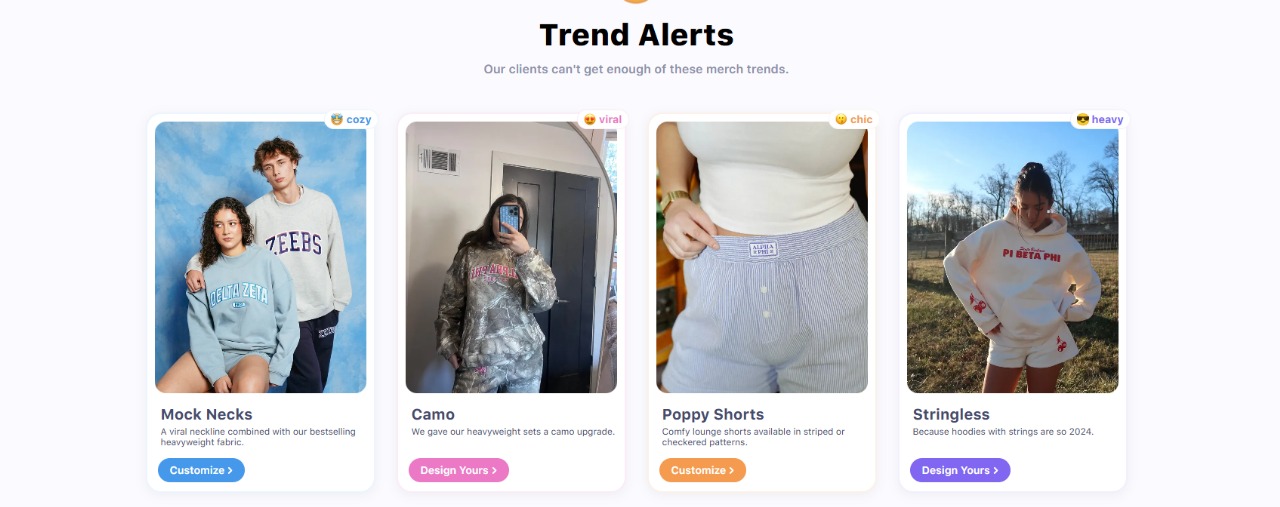 Trend Alerts
Our clients can't get enough of these merch trends.
cozy
viral
chic
heavy
ZEEBS
DELTA ZETA
ALPHA
PHI
PI BETA PHI
Mock Necks
Camo
Poppy Shorts
Stringless
A viral neckline combined with our bestselling
heavyweight fabric.
We gave our heavyweight sets a camo upgrade.
Comfy lounge shorts available in striped or
checkered patterns.
Because hoodies with strings are so 2024.
Customize
Design Yours
Customize
Design Yours